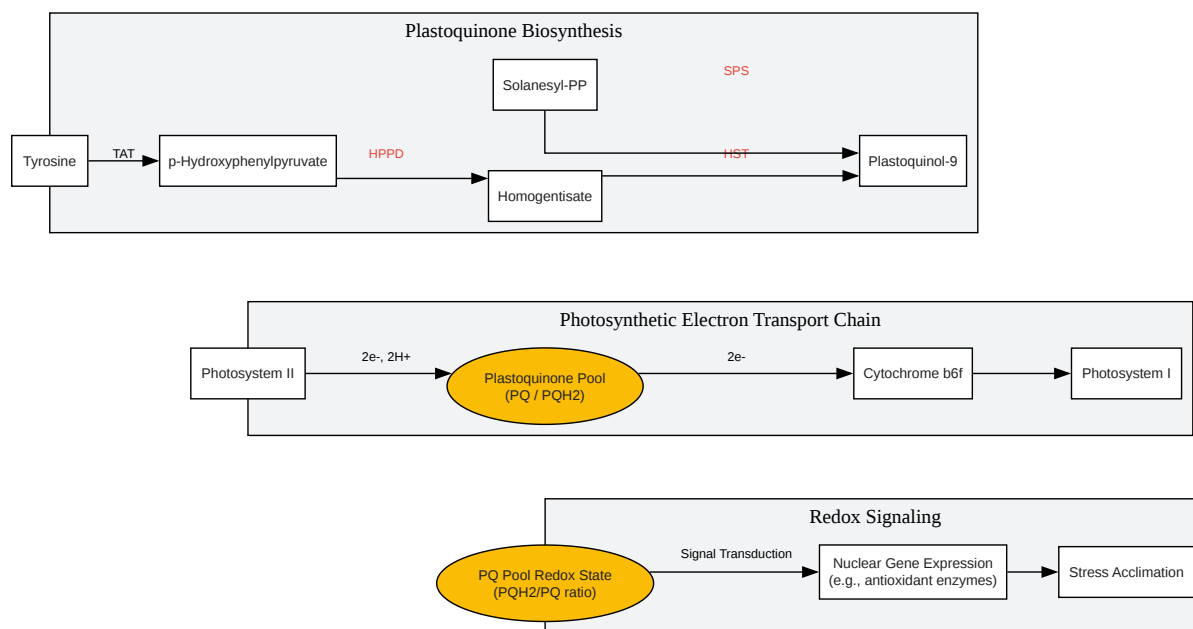 Plastoquinone Biosynthesis
Solanesyl-PP
SPS
Tyrosine
TAT
p-Hydroxyphenylpyruvate
HPPD
Homogentisate
HST
Plastoquinol-9
Photosynthetic Electron Transport Chain
Photosystem II
2e-, 2H+
Plastoquinone Pool
(PQ / PQH2)
2e-
Cytochrome b6f
Photosystem I
Redox Signaling
PQ Pool Redox State
(PQH2/PQ ratio)
Signal Transduction
Nuclear Gene Expression
(e.g., antioxidant enzymes)
Stress Acclimation